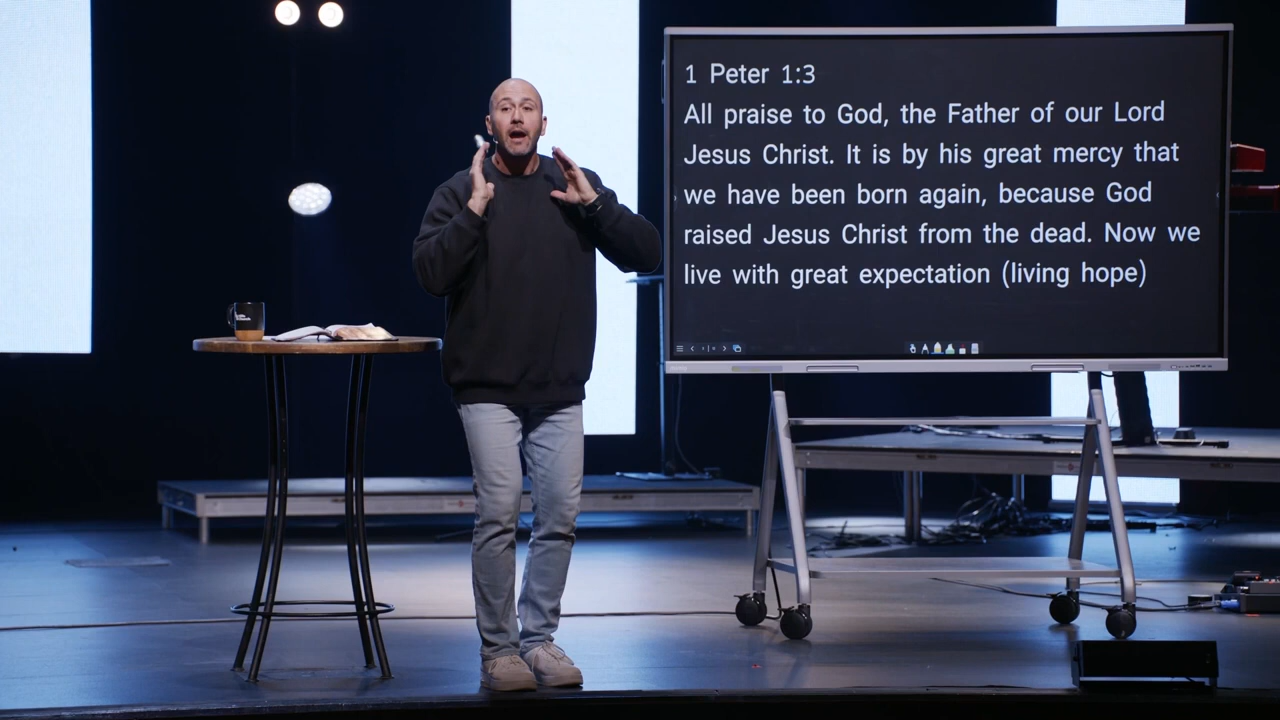 1 Peter 1:3
All praise to God, the Father of our Lord
Jesus Christ. It is by his great mercy that
we have been born again, because God
raised Jesus Christ from the dead. Now we
live with great expectation (living hope)